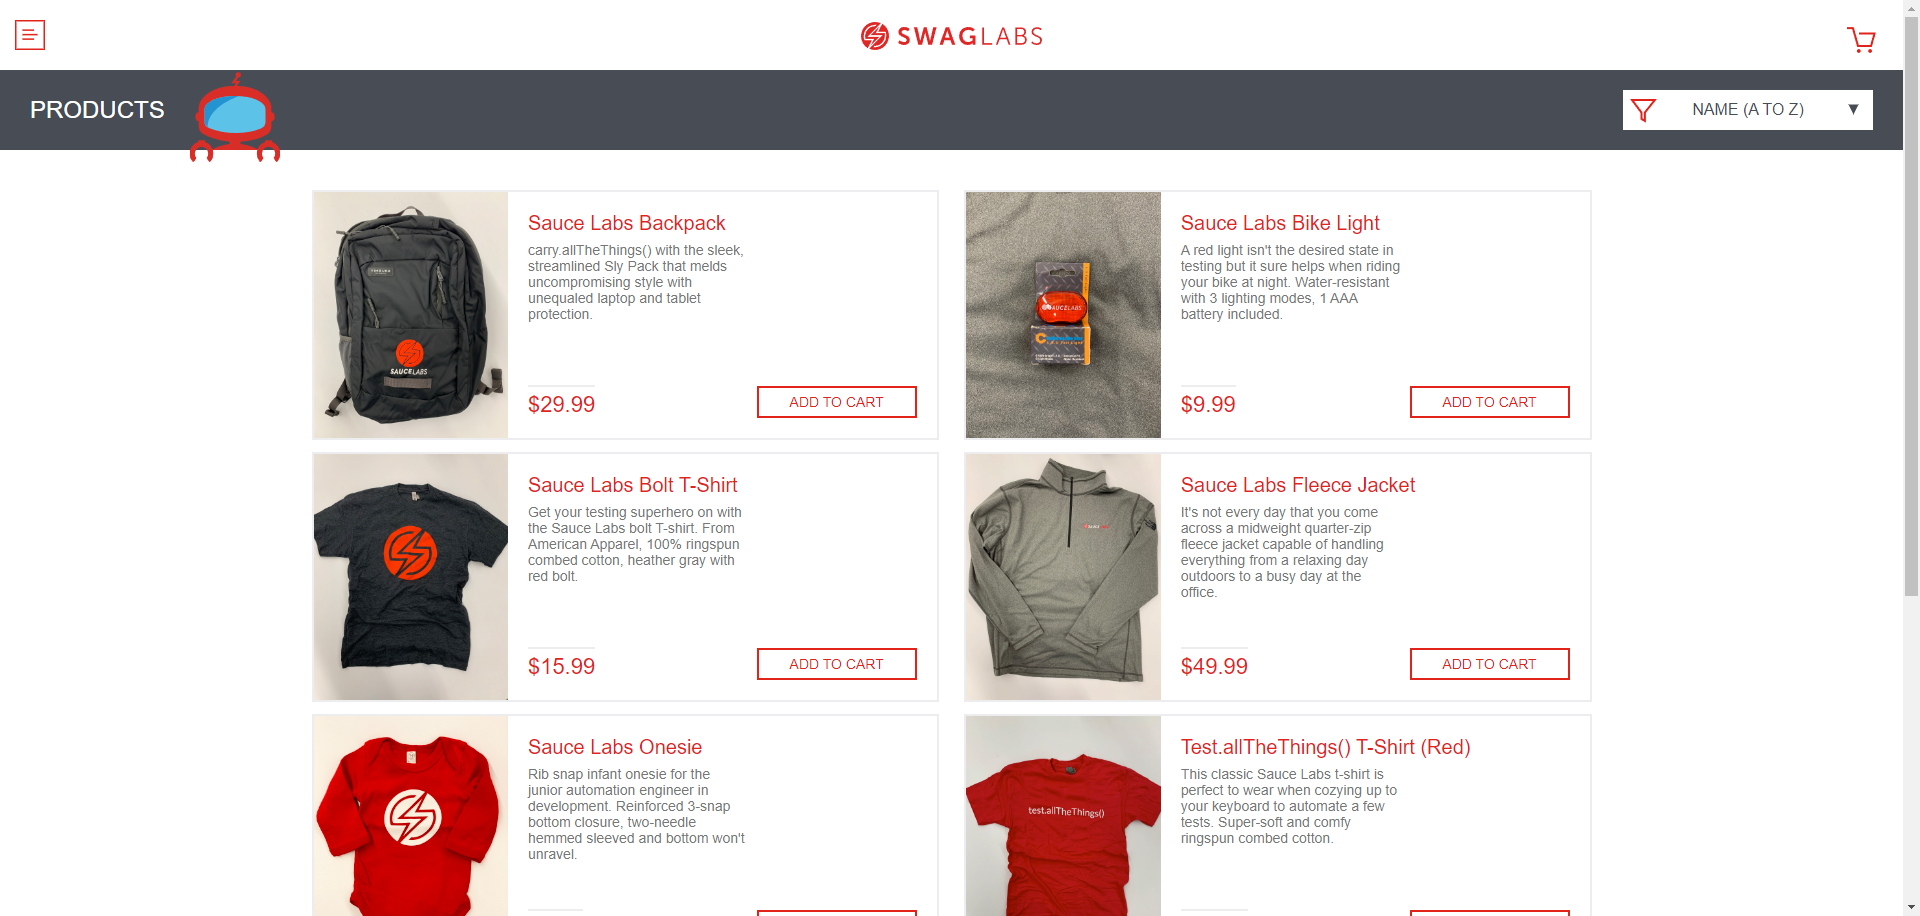 SWAGLABS
PRODUCTS
NAME (A TO Z)
Sauce Labs Backpack
carry.allTheThings() with the sleek,
streamlined Sly Pack that melds
uncompromising style with
unequaled laptop and tablet
protection.
$29.99
ADD TO CART
SAUCELABS
Sauce Labs Bike Light
A red light isn't the desired state in
testing but it sure helps when riding
your bike at night. Water-resistant
with 3 lighting modes, 1 AAA
battery included.
$9.99
ADD TO CART
SAUCELABS
Sauce Labs Bolt T-Shirt
Get your testing superhero on with
the Sauce Labs bolt T-shirt. From
American Apparel, 100% ringspun
combed cotton, heather gray with
red bolt.
$15.99
ADD TO CART
Sauce Labs Fleece Jacket
It's not every day that you come
across a midweight quarter-zip
fleece jacket capable of handling
everything from a relaxing day
outdoors to a busy day at the
office.
$49.99
ADD TO CART
Sauce Labs Onesie
Rib snap infant onesie for the
junior automation engineer in
development. Reinforced 3-snap
bottom closure, two-needle
hemmed sleeved and bottom won't
unravel.
Test.allTheThings() T-Shirt (Red)
This classic Sauce Labs t-shirt is
perfect to wear when cozying up to
your keyboard to automate a few
tests. Super-soft and comfy
ringspun combed cotton.
test.allTheThings()